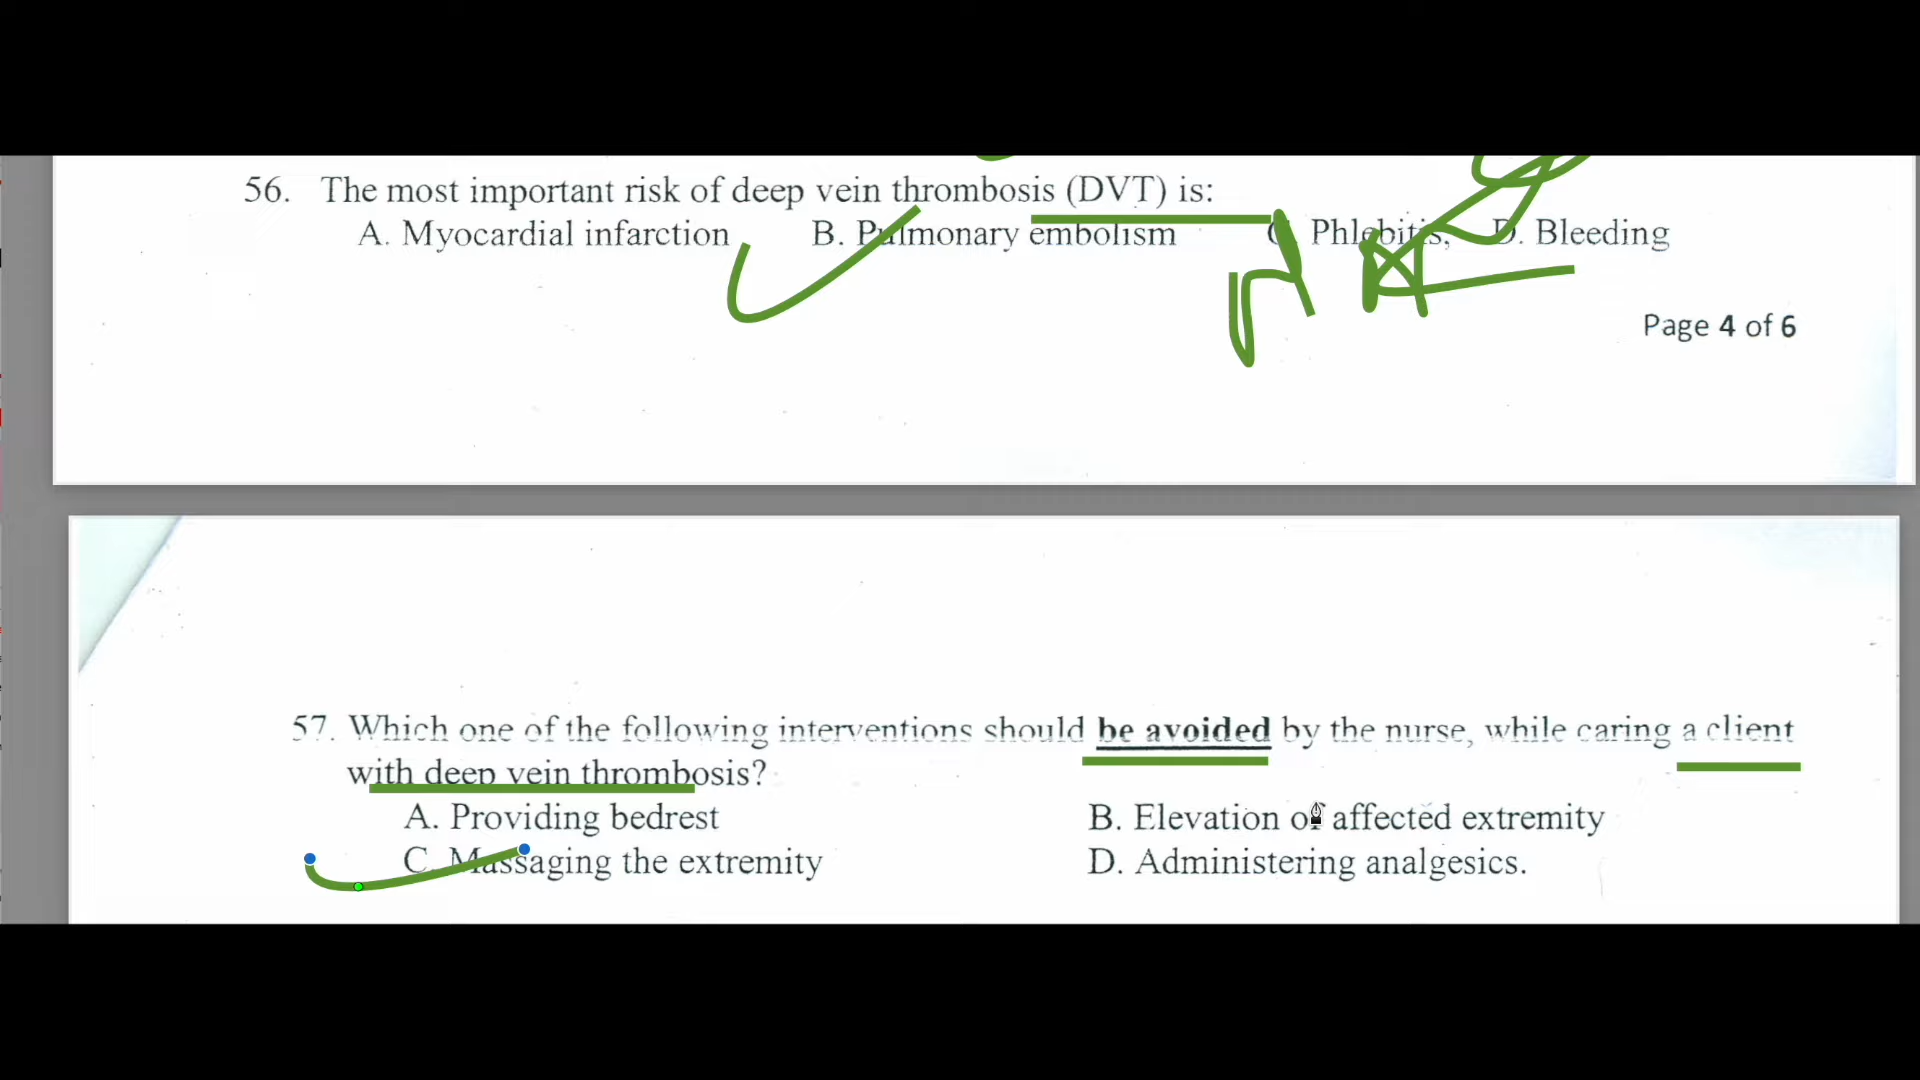 56. The most important risk of deep vein thrombosis (DVT) is:
A. Myocardial infarction B. Pulmonary embolism C. Phlebitis, D. Bleeding
Page 4 of 6
57. Which one of the following interventions should be avoided by the nurse, while caring a client
with deep vein thrombosis?
A. Providing bedrest B. Elevation of affected extremity
C. Massaging the extremity D. Administering analgesics.